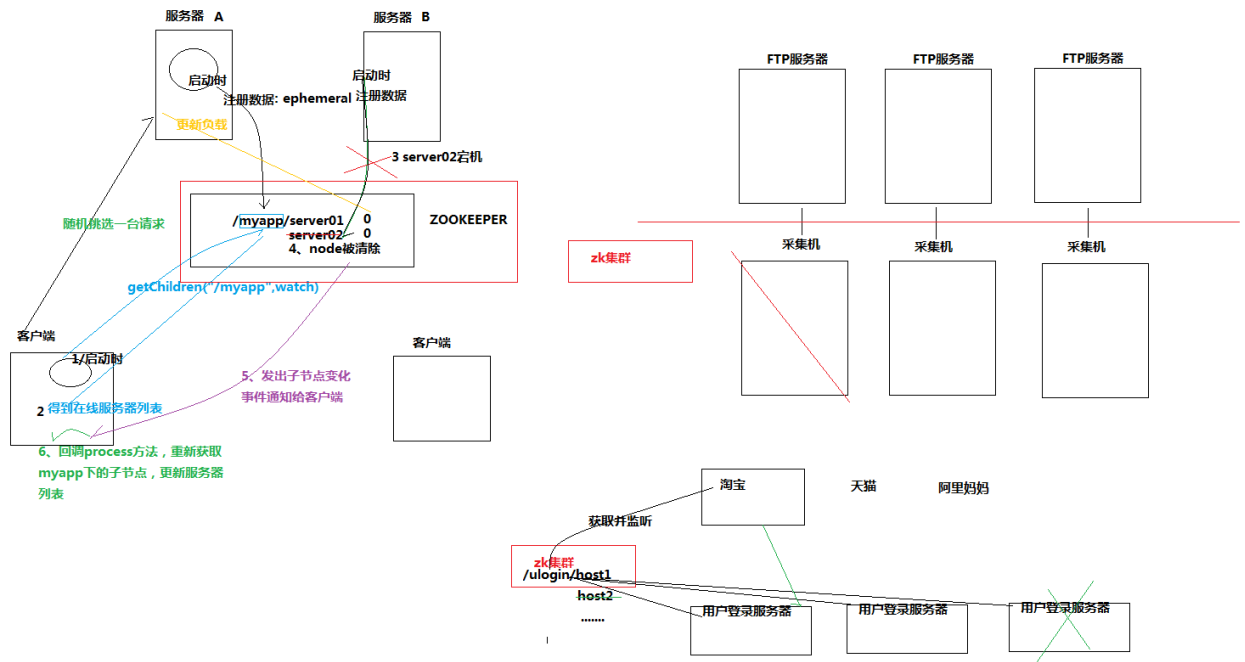 服务器 A
服务器 B
启动时
注册数据：ephemeral
启动时
注册数据
更新负载
3 server02宕机
随机挑选一台请求
/myapp/server01 0
server02 0
4、node被清除
ZOOKEEPER
getChildren("/myapp",watch)
客户端
1/启动时
2 得到在线服务器列表
5、发出子节点变化
事件通知给客户端
6、回调process方法，重新获取
myapp下的子节点，更新服务器
列表
客户端
FTP服务器
FTP服务器
FTP服务器
zk集群
采集机
采集机
采集机
淘宝
天猫
阿里妈妈
获取并监听
zk集群
/ulogin/host1
host2
.......
用户登录服务器
用户登录服务器
用户登录服务器